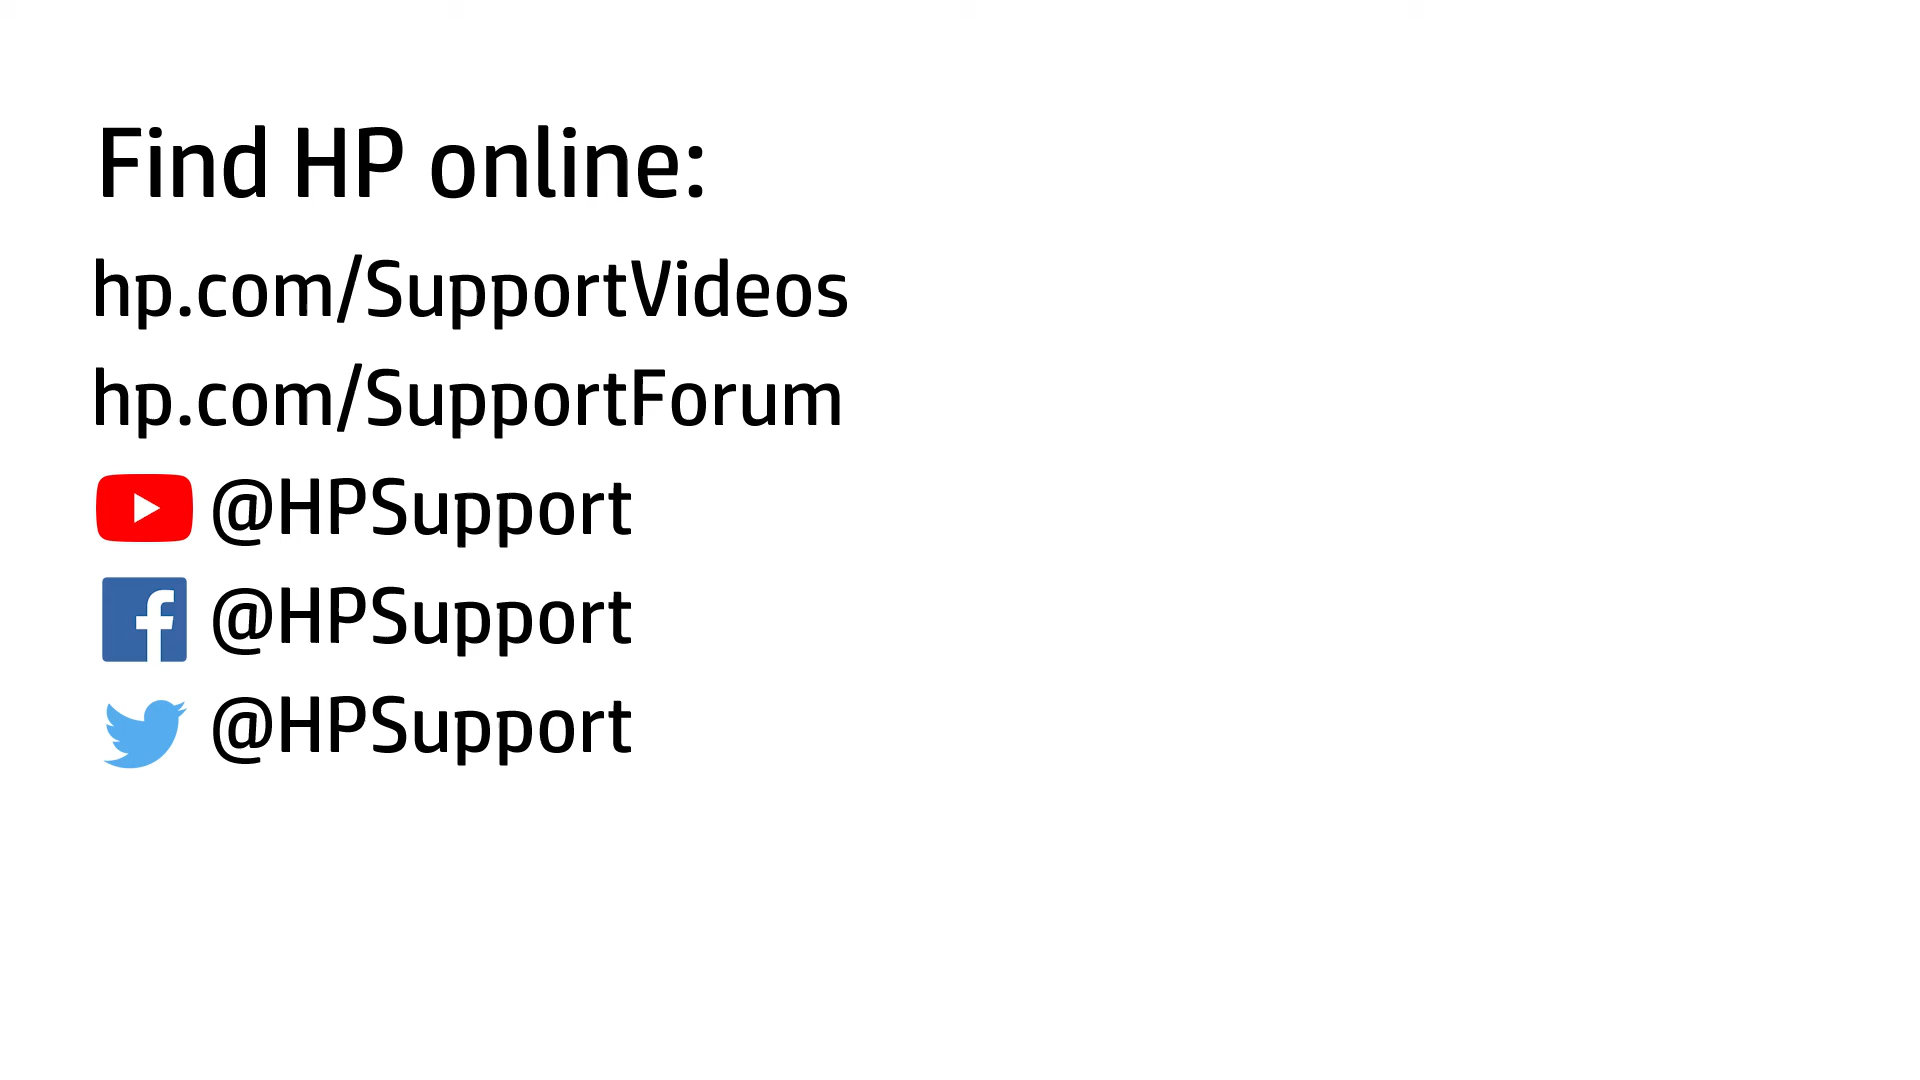 Find HP online:
hp.com/SupportVideos
hp.com/SupportForum
@HPSupport
@HPSupport
@HPSupport